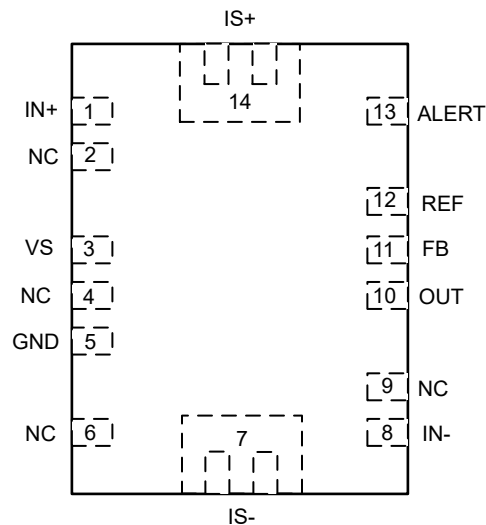 IS+
14
IN+ 1
13 ALERT
NC 2
12 REF
VS 3
11 FB
NC 4
10 OUT
GND 5
9 NC
NC 6
7
8 IN-
IS-